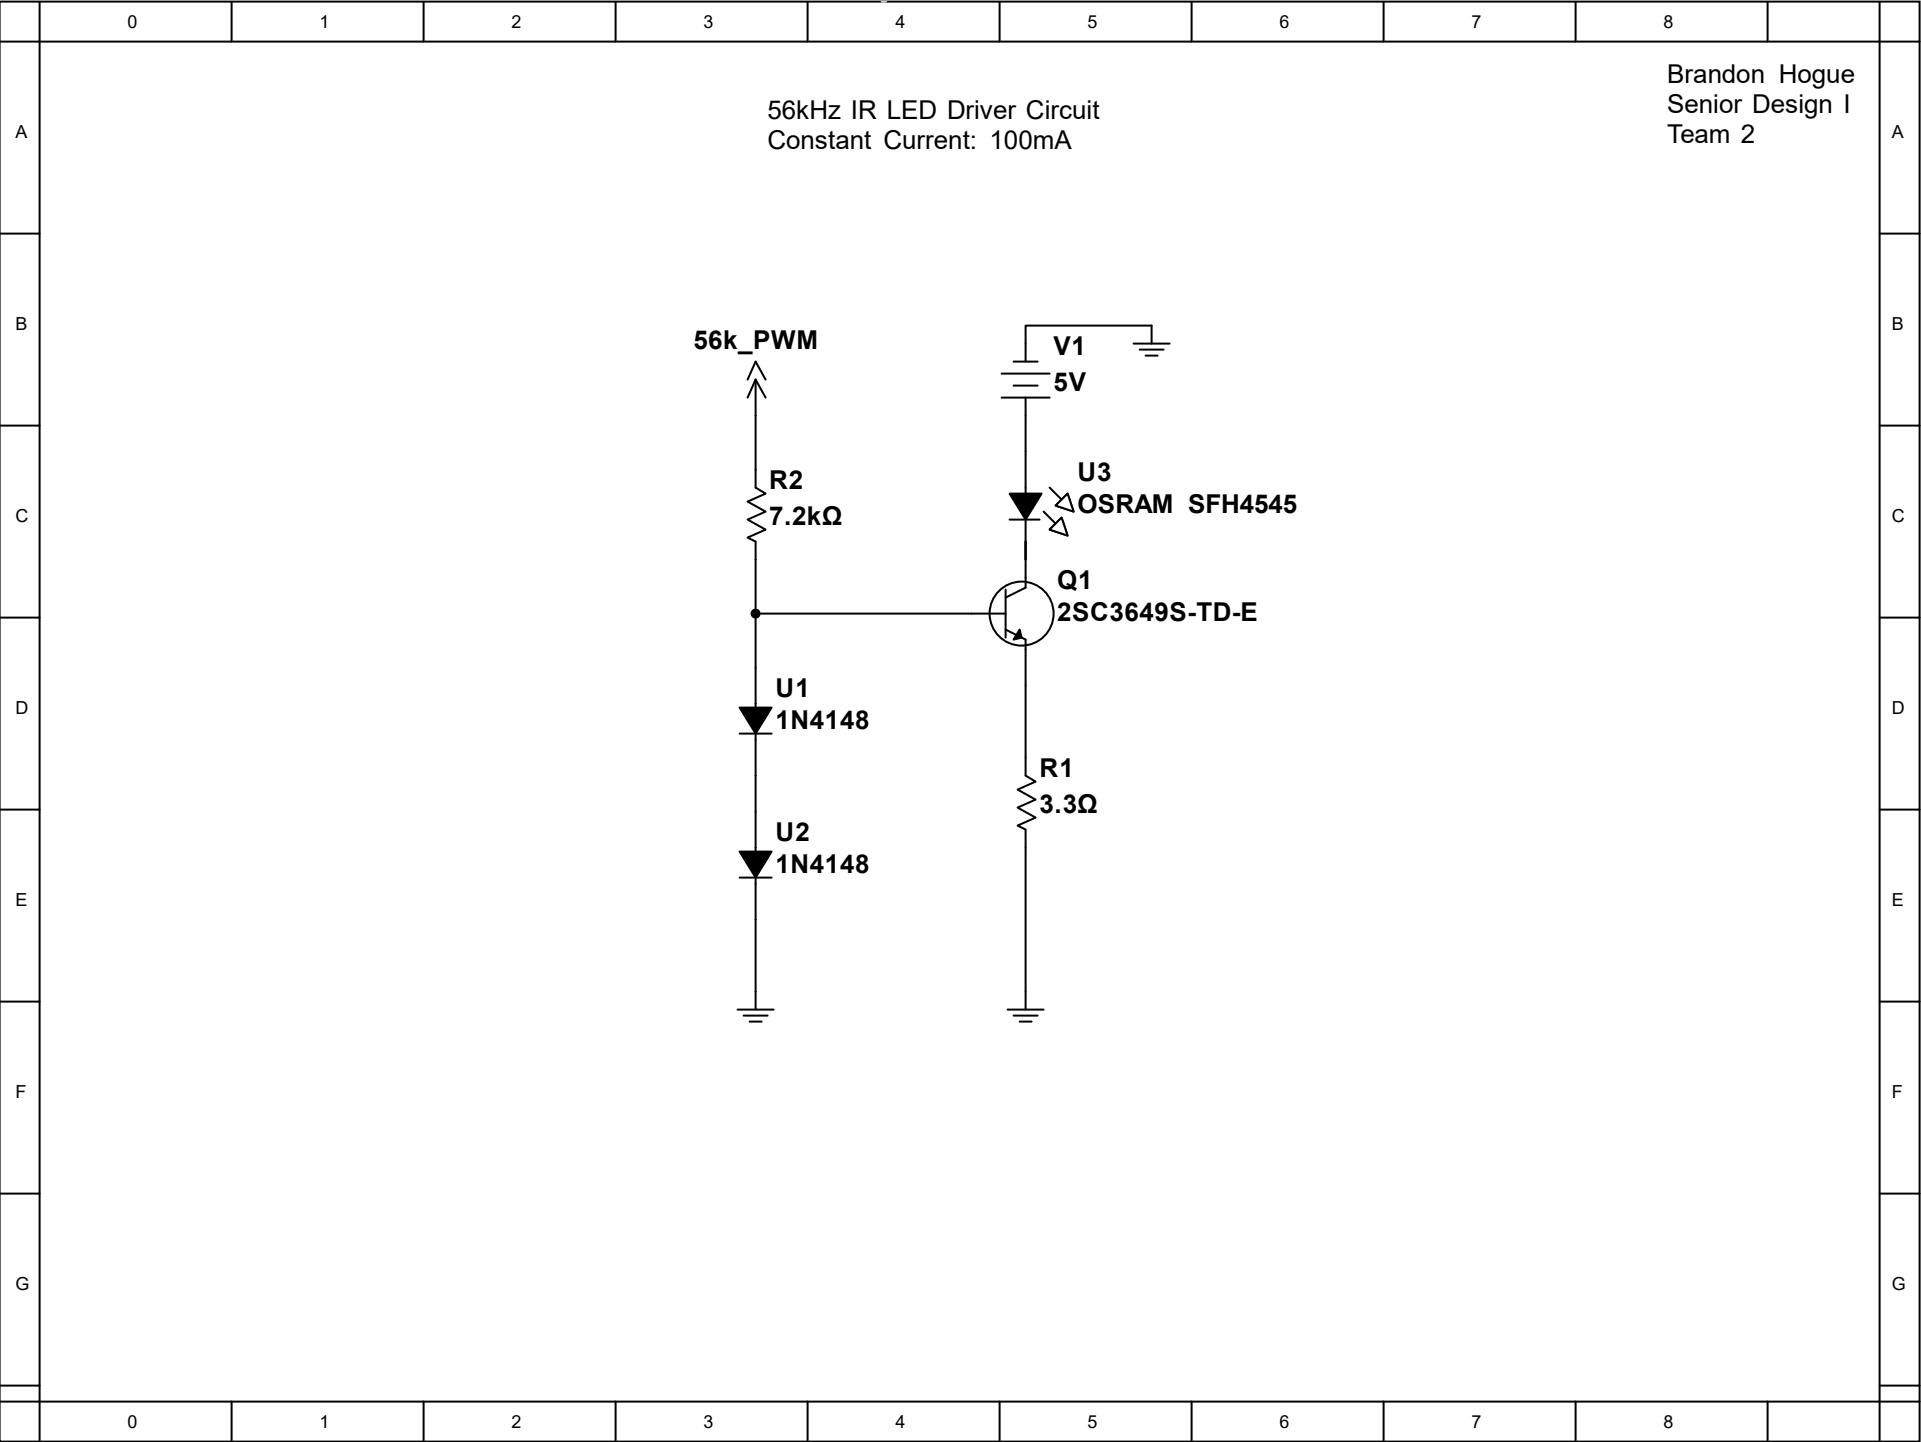 0 1 2 3 4 5 6 7 8
Brandon Hogue
Senior Design I
Team 2
56kHz IR LED Driver Circuit
Constant Current: 100mA
A A
B B
56k_PWM
V1
5V
U3
OSRAM SFH4545
R2
7.2kΩ
C C
Q1
2SC3649S-TD-E
U1
1N4148
D D
R1
3.3Ω
U2
1N4148
E E
F F
G G
0 1 2 3 4 5 6 7 8